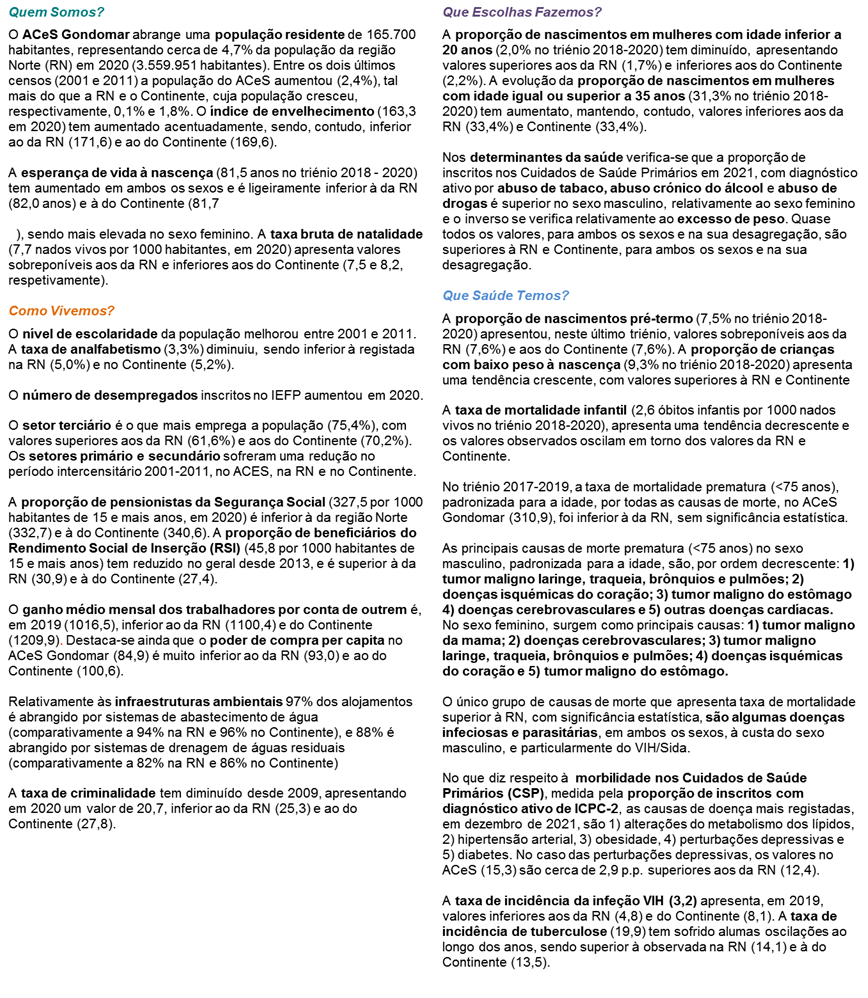 Quem Somos?
O ACeS Gondomar abrange uma população residente de 165.700
habitantes, representando cerca de 4,7% da população da região
Norte (RN) em 2020 (3.559.951 habitantes). Entre os dois últimos
censos (2001 e 2011) a população do ACeS aumentou (2,4%), tal
mais do que a RN e o Continente, cuja população cresceu,
respectivamente, 0,1% e 1,8%. O índice de envelhecimento (163,3
em 2020) tem aumentado acentuadamente, sendo, contudo, inferior
ao da RN (171,6) e ao do Continente (169,6).
A esperança de vida à nascença (81,5 anos no triénio 2018 - 2020)
tem aumentado em ambos os sexos e é ligeiramente inferior à da RN
(82,0 anos) e à do Continente (81,7
), sendo mais elevada no sexo feminino. A taxa bruta de natalidade
(7,7 nados vivos por 1000 habitantes, em 2020) apresenta valores
sobreponíveis aos da RN e inferiores aos do Continente (7,5 e 8,2,
respetivamente).
Como Vivemos?
O nível de escolaridade da população melhorou entre 2001 e 2011.
A taxa de analfabetismo (3,3%) diminuiu, sendo inferior à registada
na RN (5,0%) e no Continente (5,2%).
O número de desempregados inscritos no IEFP aumentou em 2020.
O setor terciário é o que mais emprega a população (75,4%), com
valores superiores aos da RN (61,6%) e aos do Continente (70,2%).
Os setores primário e secundário sofreram uma redução no
período intercensitário 2001-2011, no ACES, na RN e no Continente.
A proporção de pensionistas da Segurança Social (327,5 por 1000
habitantes de 15 e mais anos, em 2020) é inferior à da região Norte
(332,7) e à do Continente (340,6). A proporção de beneficiários do
Rendimento Social de Inserção (RSI) (45,8 por 1000 habitantes de
15 e mais anos) tem reduzido no geral desde 2013, e é superior à da
RN (30,9) e à do Continente (27,4).
O ganho médio mensal dos trabalhadores por conta de outrem é,
em 2019 (1016,5), inferior ao da RN (1100,4) e do Continente
(1209,9). Destaca-se ainda que o poder de compra per capita no
ACeS Gondomar (84,9) é muito inferior ao da RN (93,0) e ao do
Continente (100,6).
Relativamente às infraestruturas ambientais 97% dos alojamentos
é abrangido por sistemas de abastecimento de água
(comparativamente a 94% na RN e 96% no Continente), e 88% é
abrangido por sistemas de drenagem de águas residuais
(comparativamente a 82% na RN e 86% no Continente)
A taxa de criminalidade tem diminuído desde 2009, apresentando
em 2020 um valor de 20,7, inferior ao da RN (25,3) e ao do
Continente (27,8).
Que Escolhas Fazemos?
A proporção de nascimentos em mulheres com idade inferior a
20 anos (2,0% no triénio 2018-2020) tem diminuído, apresentando
valores superiores aos da RN (1,7%) e inferiores aos do Continente
(2,2%). A evolução da proporção de nascimentos em mulheres
com idade igual ou superior a 35 anos (31,3% no triénio 2018-
2020) tem aumentato, mantendo, contudo, valores inferiores aos da
RN (33,4%) e Continente (33,4%).
Nos determinantes da saúde verifica-se que a proporção de
inscritos nos Cuidados de Saúde Primários em 2021, com diagnóstico
ativo por abuso de tabaco, abuso crónico do álcool e abuso de
drogas é superior no sexo masculino, relativamente ao sexo feminino
e o inverso se verifica relativamente ao excesso de peso. Quase
todos os valores, para ambos os sexos e na sua desagregação, são
superiores à RN e Continente, para ambos os sexos e na sua
desagregação.
Que Saúde Temos?
A proporção de nascimentos pré-termo (7,5% no triénio 2018-
2020) apresentou, neste último triénio, valores sobreponíveis aos da
RN (7,6%) e aos do Continente (7,6%). A proporção de crianças
com baixo peso à nascença (9,3% no triénio 2018-2020) apresenta
uma tendência crescente, com valores superiores à RN e Continente
A taxa de mortalidade infantil (2,6 óbitos infantis por 1000 nados
vivos no triénio 2018-2020), apresenta uma tendência decrescente e
os valores observados oscilam em torno dos valores da RN e
Continente.
No triénio 2017-2019, a taxa de mortalidade prematura (<75 anos),
padronizada para a idade, por todas as causas de morte, no ACeS
Gondomar (310,9), foi inferior à da RN, sem significância estatística.
As principais causas de morte prematura (<75 anos) no sexo
masculino, padronizada para a idade, são, por ordem decrescente: 1)
tumor maligno laringe, traqueia, brônquios e pulmões; 2)
doenças isquémicas do coração; 3) tumor maligno do estômago
4) doenças cerebrovasculares e 5) outras doenças cardíacas.
No sexo feminino, surgem como principais causas: 1) tumor maligno
da mama; 2) doenças cerebrovasculares; 3) tumor maligno
laringe, traqueia, brônquios e pulmões; 4) doenças isquémicas
do coração e 5) tumor maligno do estômago.
O único grupo de causas de morte que apresenta taxa de mortalidade
superior à RN, com significância estatística, são algumas doenças
infeciosas e parasitárias, em ambos os sexos, à custa do sexo
masculino, e particularmente do VIH/Sida.
No que diz respeito à morbilidade nos Cuidados de Saúde
Primários (CSP), medida pela proporção de inscritos com
diagnóstico ativo de ICPC-2, as causas de doença mais registadas,
em dezembro de 2021, são 1) alterações do metabolismo dos lípidos,
2) hipertensão arterial, 3) obesidade, 4) perturbações depressivas e
5) diabetes. No caso das perturbações depressivas, os valores no
ACeS (15,3) são cerca de 2,9 p.p. superiores aos da RN (12,4).
A taxa de incidência da infeção VIH (3,2) apresenta, em 2019,
valores inferiores aos da RN (4,8) e do Continente (8,1). A taxa de
incidência de tuberculose (19,9) tem sofrido alumas oscilações ao
longo dos anos, sendo superior à observada na RN (14,1) e à do
Continente (13,5).